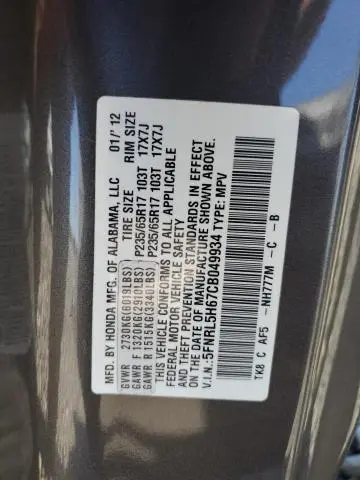 MFD. BY HONDA MFG. OF ALABAMA, LLC 01/'12
TIRE SIZE RIM SIZE
GVWR 2730KG(6019LBS)
GAWR F 1320KG(2910LBS) P235/65R17 103T 17X7J
GAWR R 1515KG(3340LBS) P235/65R17 103T 17X7J
THIS VEHICLE CONFORMS TO ALL APPLICABLE
FEDERAL MOTOR VEHICLE SAFETY
AND THEFT PREVENTION STANDARDS IN EFFECT
ON THE DATE OF MANUFACTURE SHOWN ABOVE.
V.I.N.:5FNRL5H67CB049934 TYPE:MPV
TK8 C AF5 - NH777M - C - B